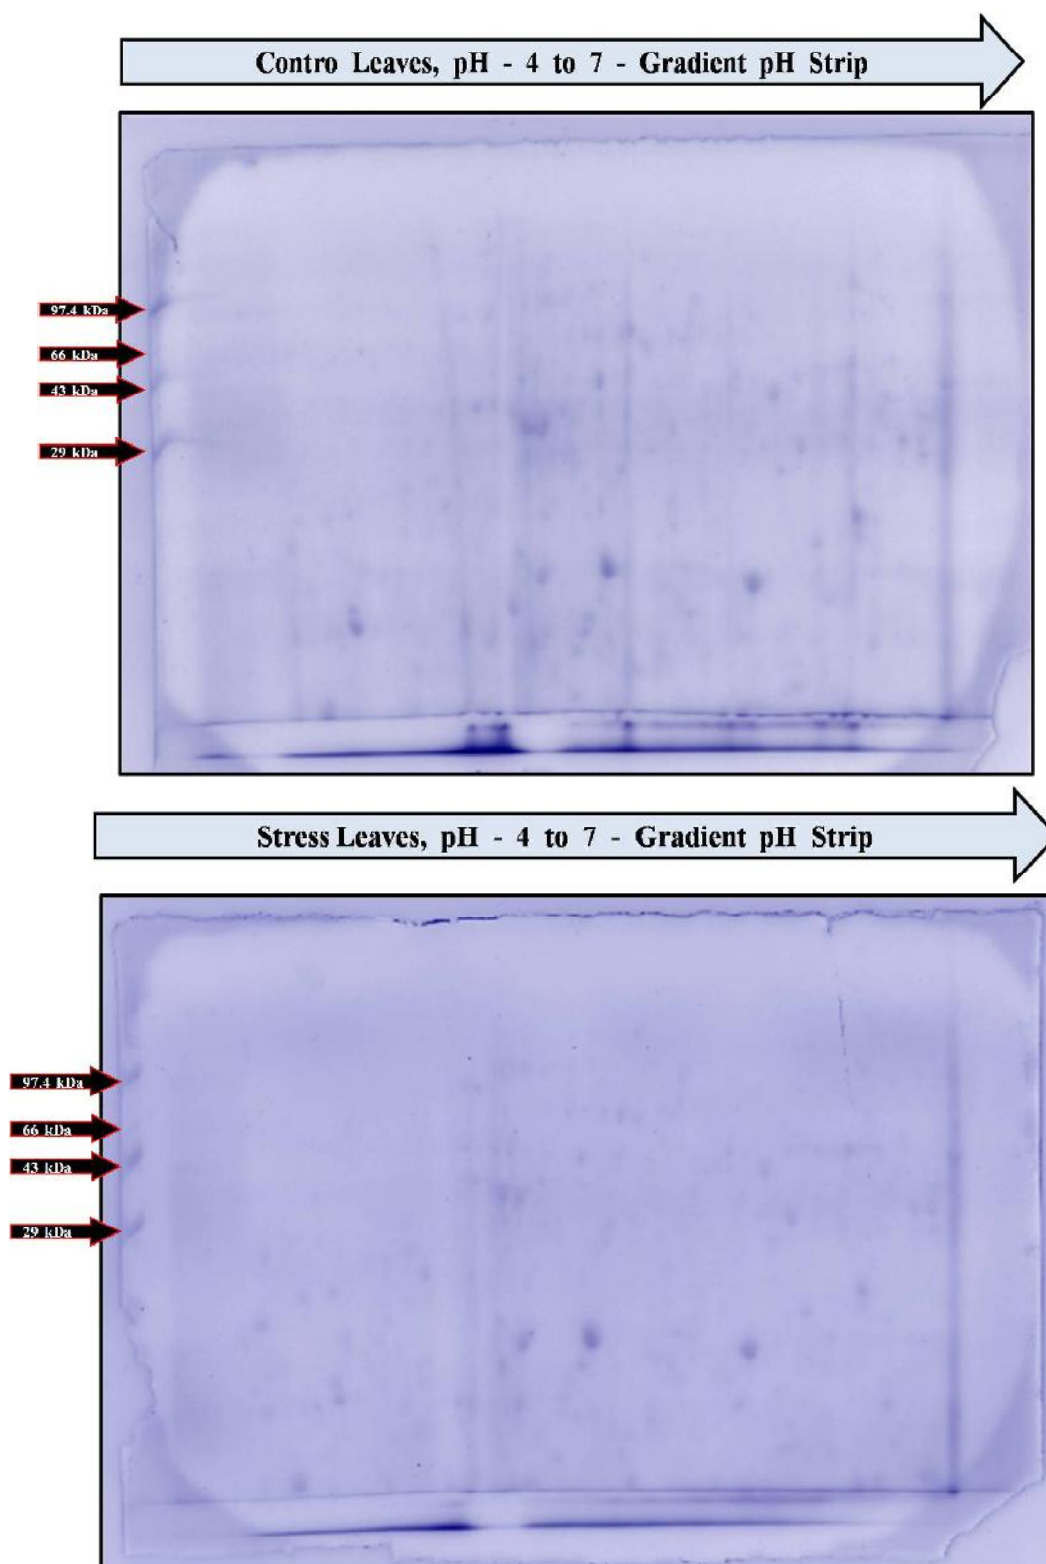 Contro Leaves, pH - 4 to 7 - Gradient pH Strip
97.4 kDa
66 kDa
43 kDa
29 kDa
Stress Leaves, pH - 4 to 7 - Gradient pH Strip
97.4 kDa
66 kDa
43 kDa
29 kDa